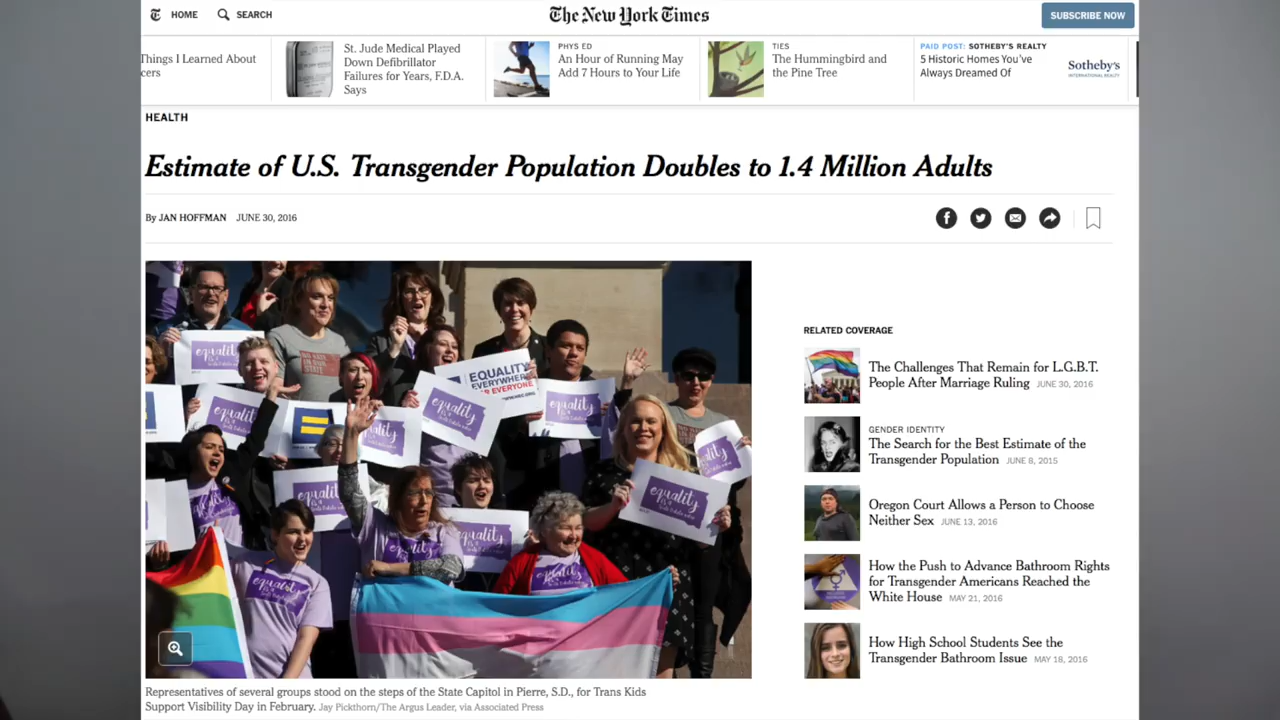 HOME
SEARCH
The New York Times
SUBSCRIBE NOW
Things I Learned About
cers
St. Jude Medical Played
Down Defibrillator
Failures for Years, F.D.A.
Says
PHYS ED
An Hour of Running May
Add 7 Hours to Your Life
TIES
The Hummingbird and
the Pine Tree
PAID POST: SOTHEBY'S REALTY
5 Historic Homes You've
Always Dreamed Of
Sotheby's
INTERNATIONAL REALTY
HEALTH
Estimate of U.S. Transgender Population Doubles to 1.4 Million Adults
By JAN HOFFMAN JUNE 30, 2016
equality
EQUALITY
EVERYWHERE
FOR EVERYONE
equality
equality
equality
equality
equality
equality
equality
RELATED COVERAGE
The Challenges That Remain for L.G.B.T.
People After Marriage Ruling JUNE 30, 2016
GENDER IDENTITY
The Search for the Best Estimate of the
Transgender Population JUNE 8, 2015
Oregon Court Allows a Person to Choose
Neither Sex JUNE 13, 2016
How the Push to Advance Bathroom Rights
for Transgender Americans Reached the
White House MAY 21, 2016
How High School Students See the
Transgender Bathroom Issue MAY 18, 2016
Representatives of several groups stood on the steps of the State Capitol in Pierre, S.D., for Trans Kids
Support Visibility Day in February. Jay Pickthorn/The Argus Leader, via Associated Press